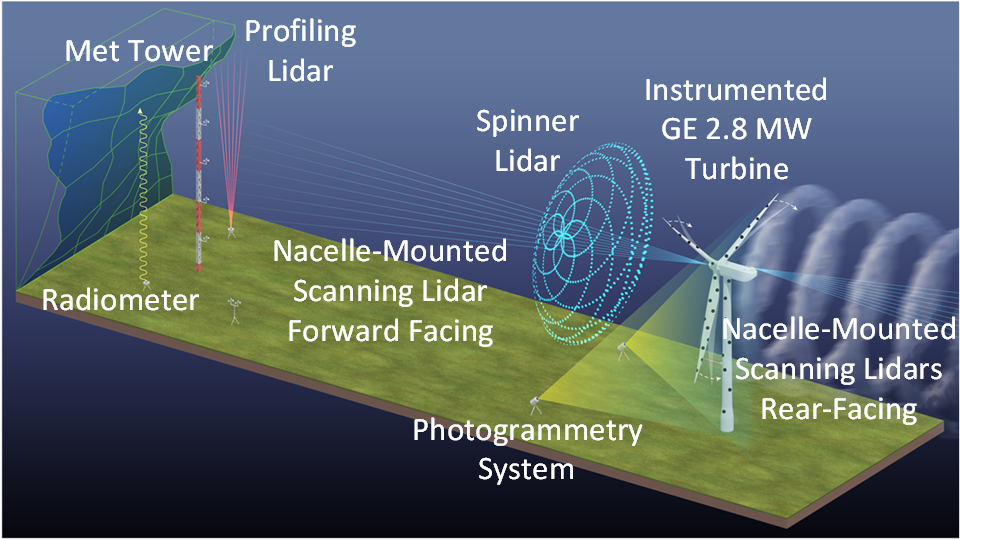 Met Tower
Profiling
Lidar
Spinner
Lidar
Instrumented
GE 2.8 MW
Turbine
Nacelle-Mounted
Scanning Lidar
Forward Facing
Radiometer
Nacelle-Mounted
Scanning Lidars
Rear-Facing
Photogrammetry
System